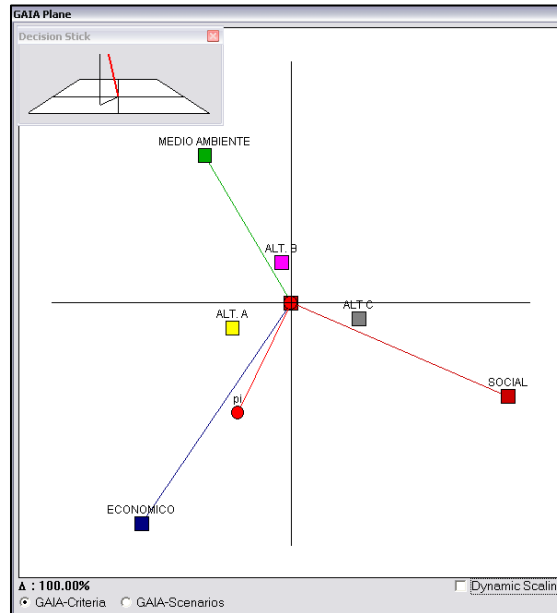 GAIA Plane
Decision Stick
MEDIO AMBIENTE
ALT. B
ALT. A
ALT C
SOCIAL
pi
ECONOMICO
Δ : 100.00%
Dynamic Scalin
GAIA-Criteria GAIA-Scenarios